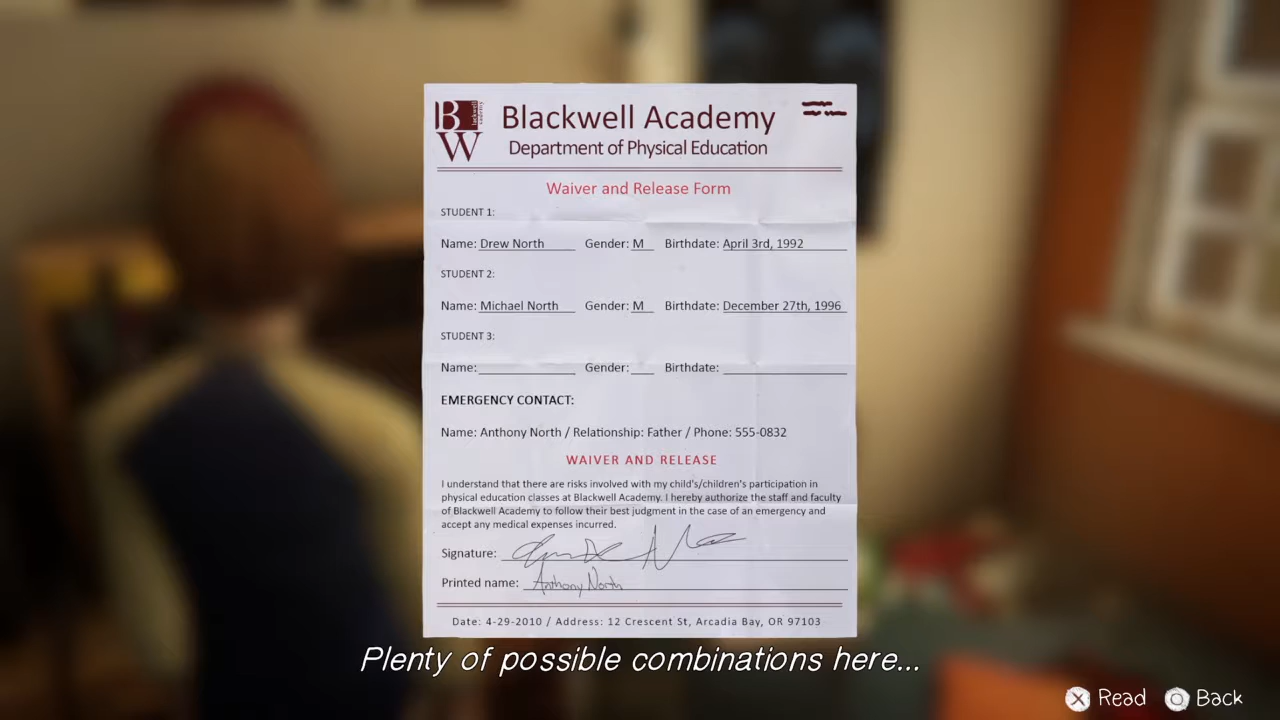 BW Blackwell Academy
Blackwell Academy
Department of Physical Education
Waiver and Release Form
STUDENT 1:
Name: Drew North Gender: M Birthdate: April 3rd, 1992
STUDENT 2:
Name: Michael North Gender: M Birthdate: December 27th, 1996
STUDENT 3:
Name: Gender: Birthdate:
EMERGENCY CONTACT:
Name: Anthony North / Relationship: Father / Phone: 555-0832
WAIVER AND RELEASE
I understand that there are risks involved with my child's/children's participation in
physical education classes at Blackwell Academy. I hereby authorize the staff and faculty
of Blackwell Academy to follow their best judgment in the case of an emergency and
accept any medical expenses incurred.
Signature:
Printed name: Anthony North
Date: 4-29-2010 / Address: 12 Crescent St, Arcadia Bay, OR 97103
Plenty of possible combinations here...
Read Back